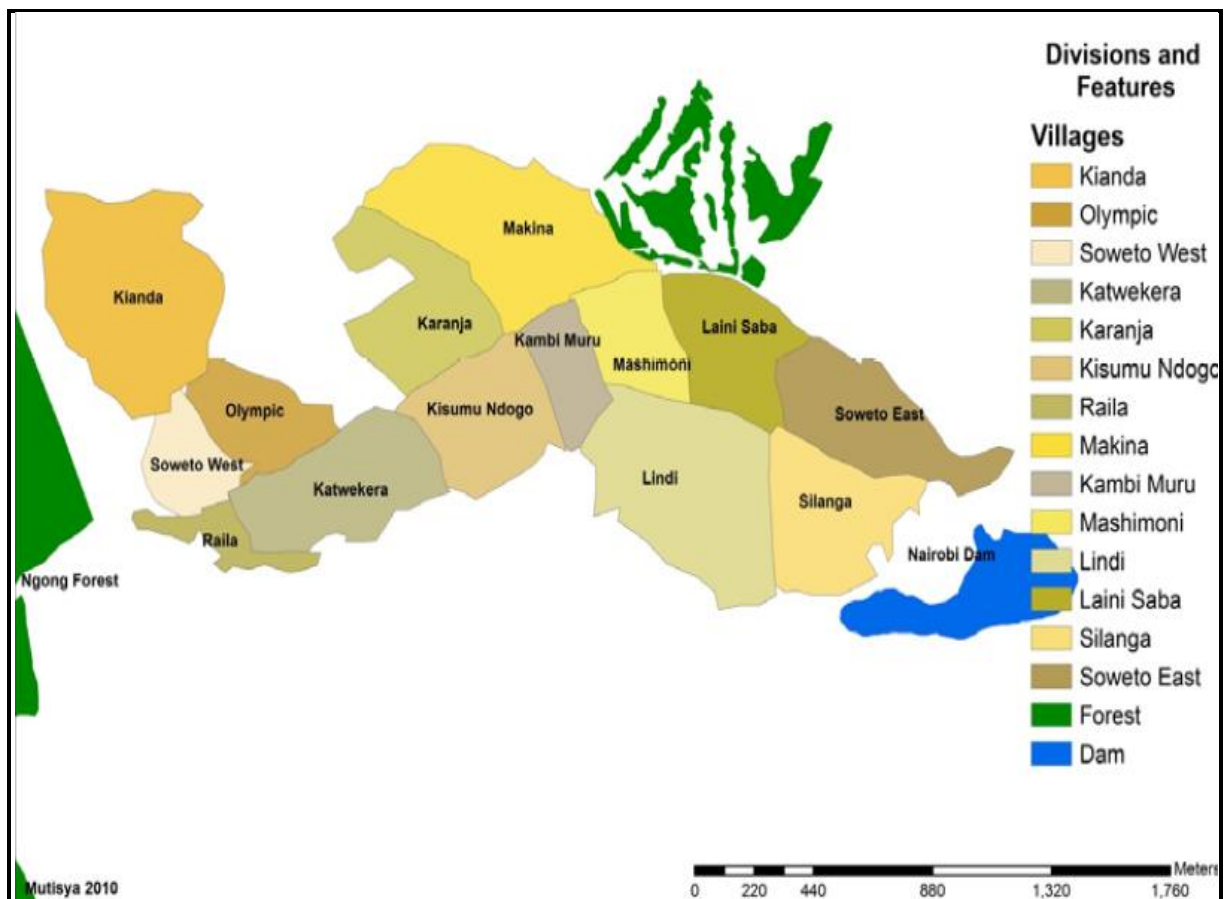 Divisions and
Features
Villages
Kianda
Olympic
Soweto West
Katwekera
Karanja
Kisumu Ndogo
Raila
Makina
Kambi Muru
Mashimoni
Lindi
Laini Saba
Silanga
Soweto East
Forest
Dam
Makina
Kianda
Karanja
Kambi Muru
Laini Saba
Mashimoni
Olympic
Kisumu Ndogo
Soweto East
Soweto West
Katwekera
Lindi
Silanga
Raila
Nairobi Dam
Ngong Forest
Mutisya 2010
Meters
0 220 440 880 1,320 1,760